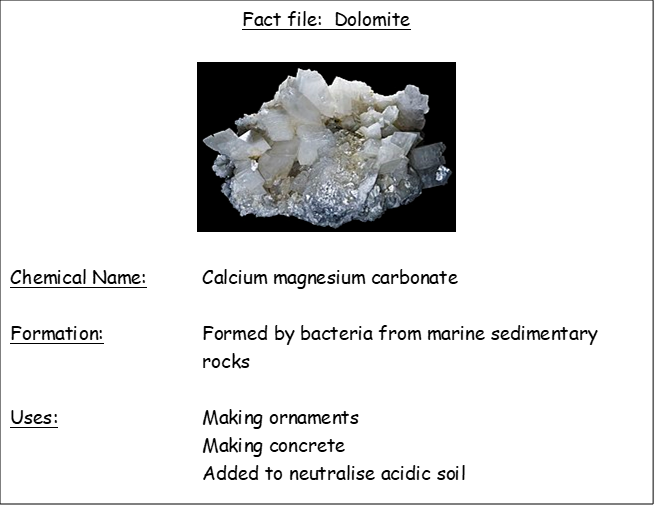 Fact file:  Dolomite
Chemical Name: Calcium magnesium carbonate
Formation: Formed by bacteria from marine sedimentary
rocks
Uses: Making ornaments
Making concrete
Added to neutralise acidic soil